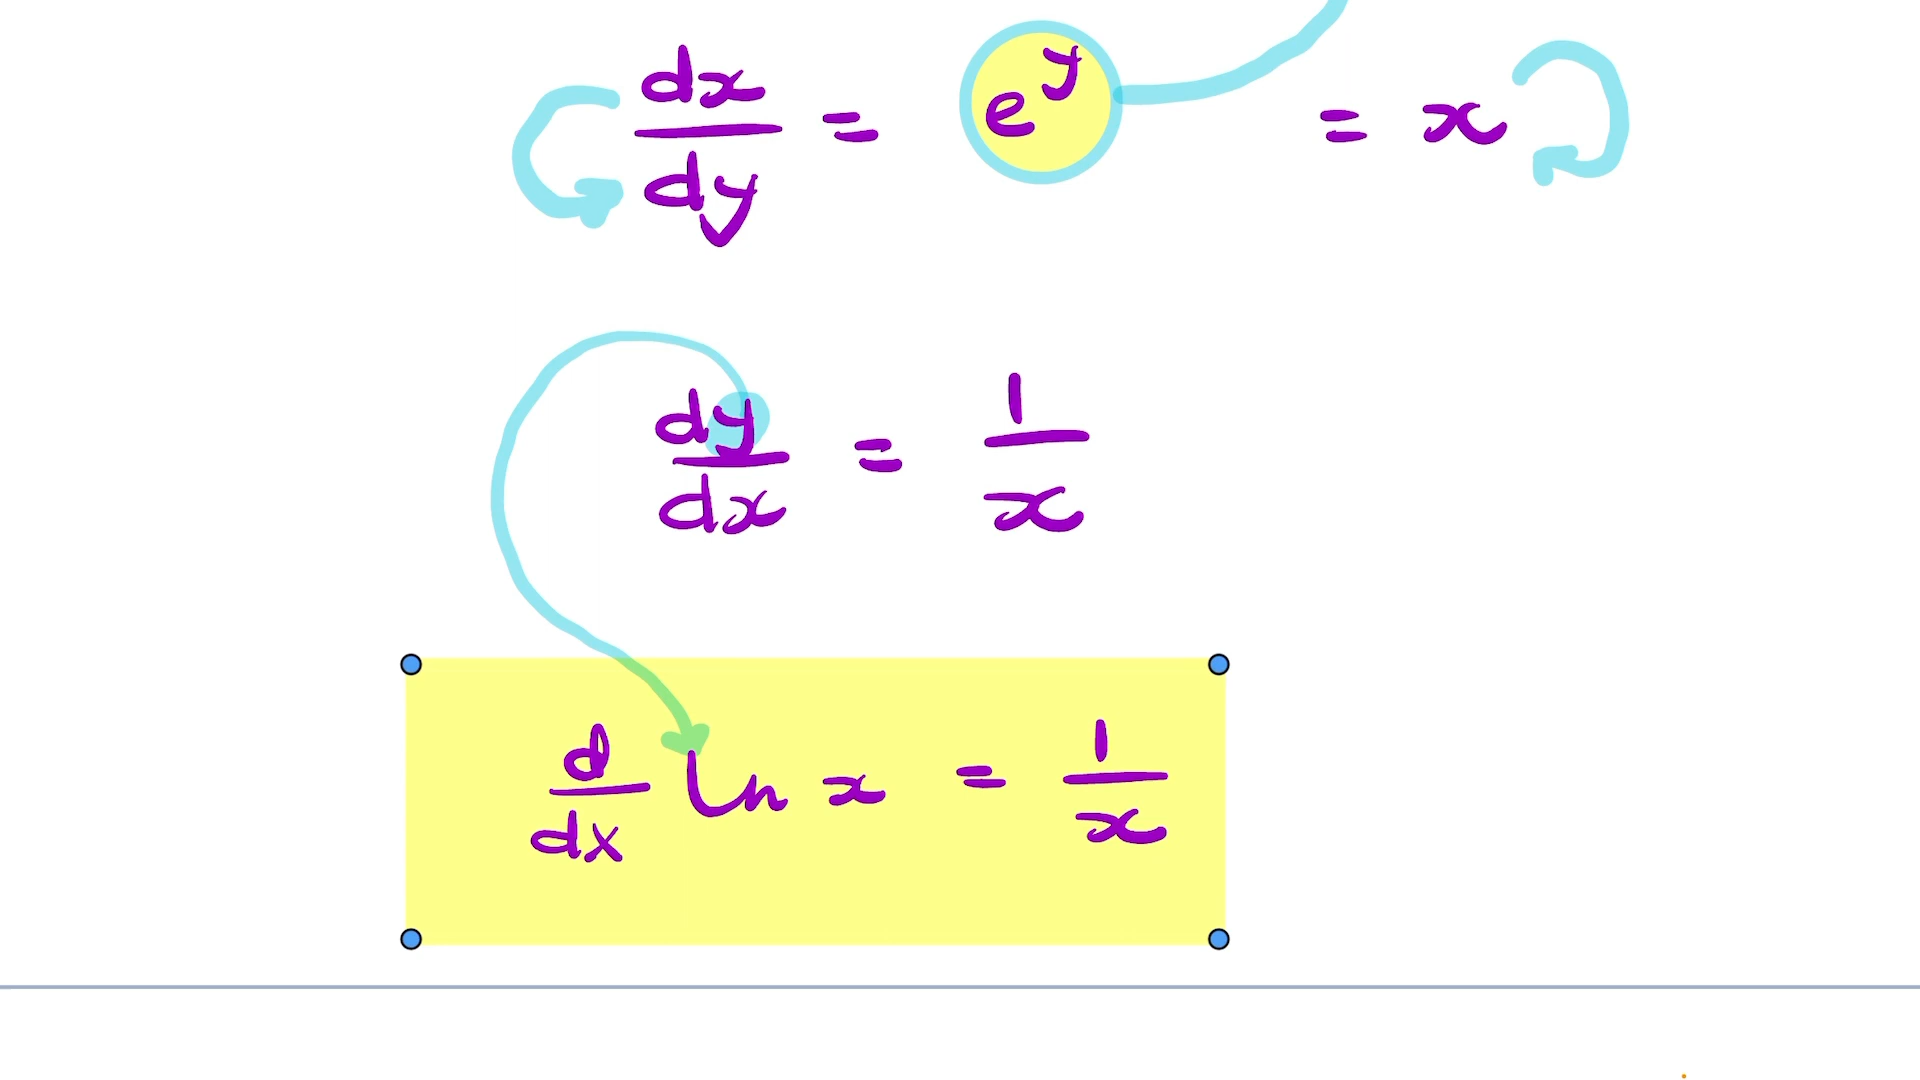 dx/dy = e^y = x
dy/dx = 1/x
d/dx ln x = 1/x